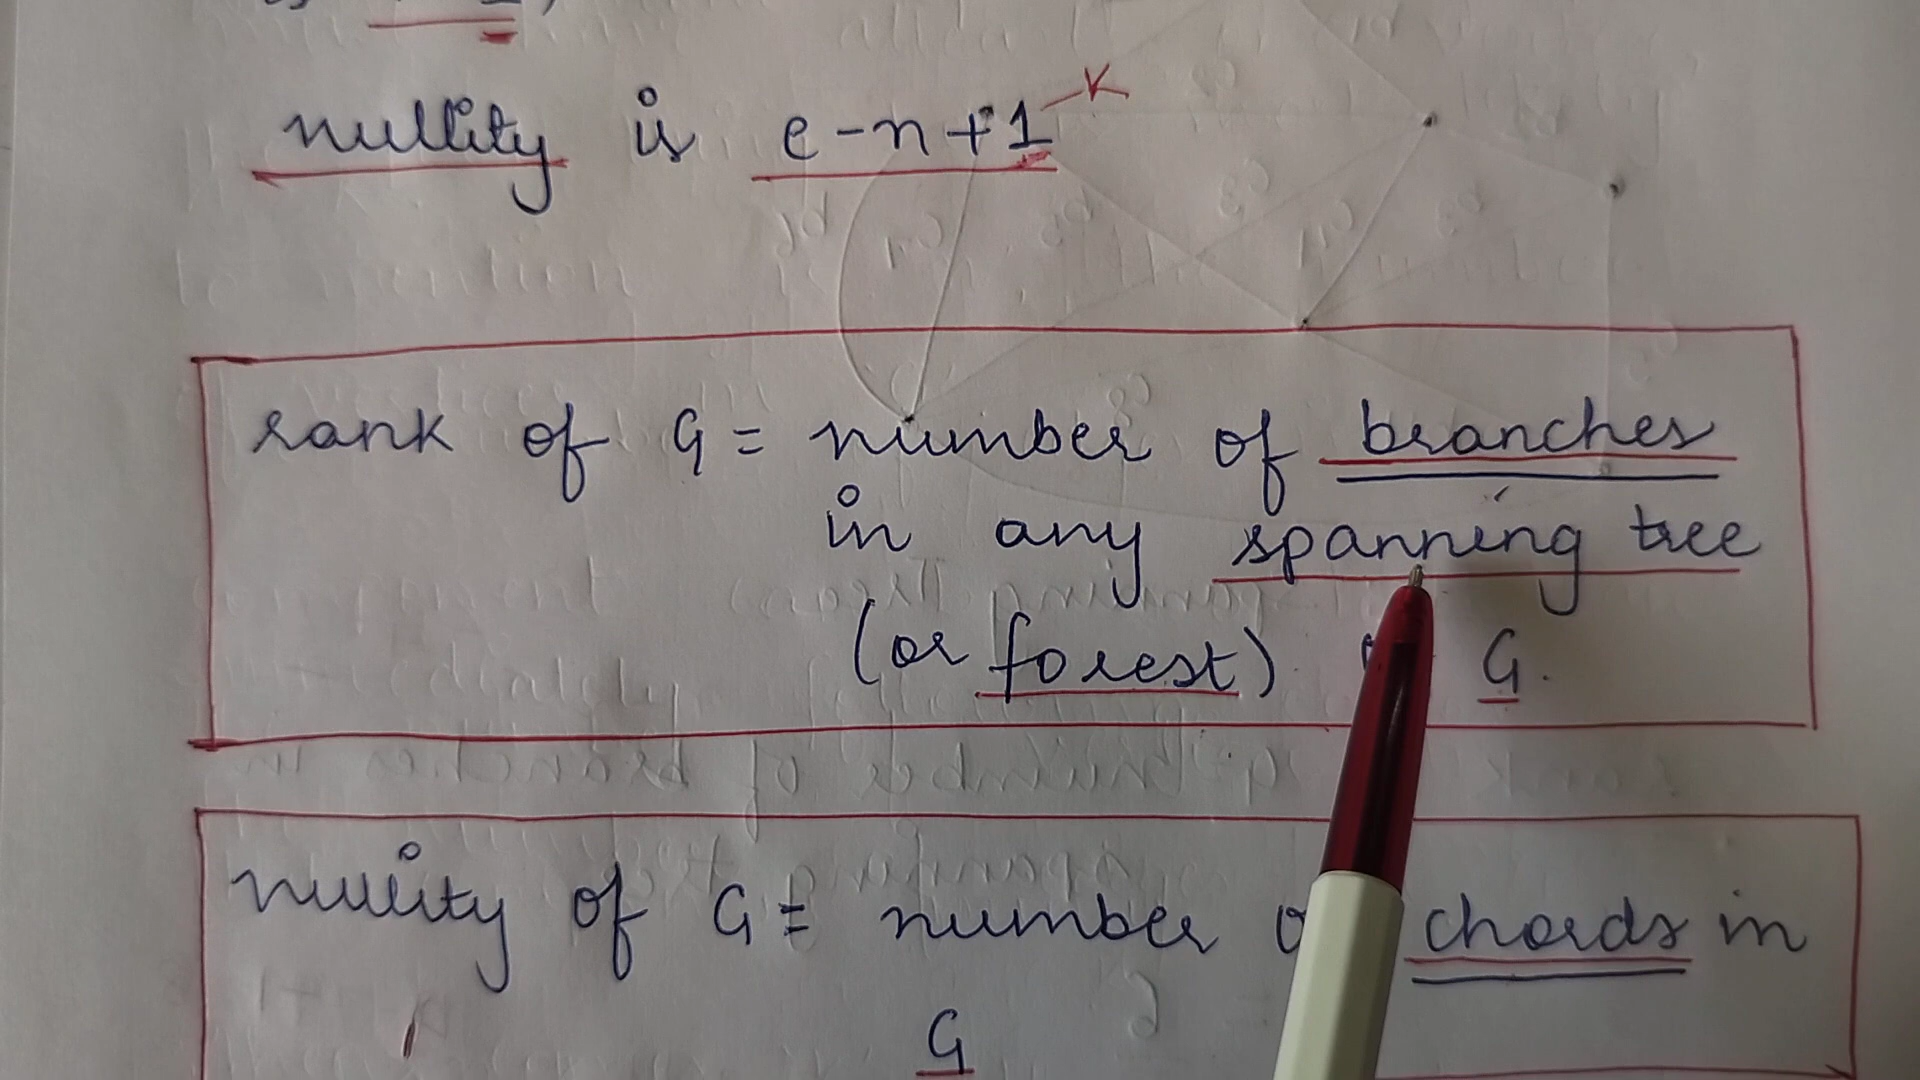 nullity is e-n+1 K
rank of G = number of branches
in any spanning tree
(or forest) G.
nullity of G = number chords in
G